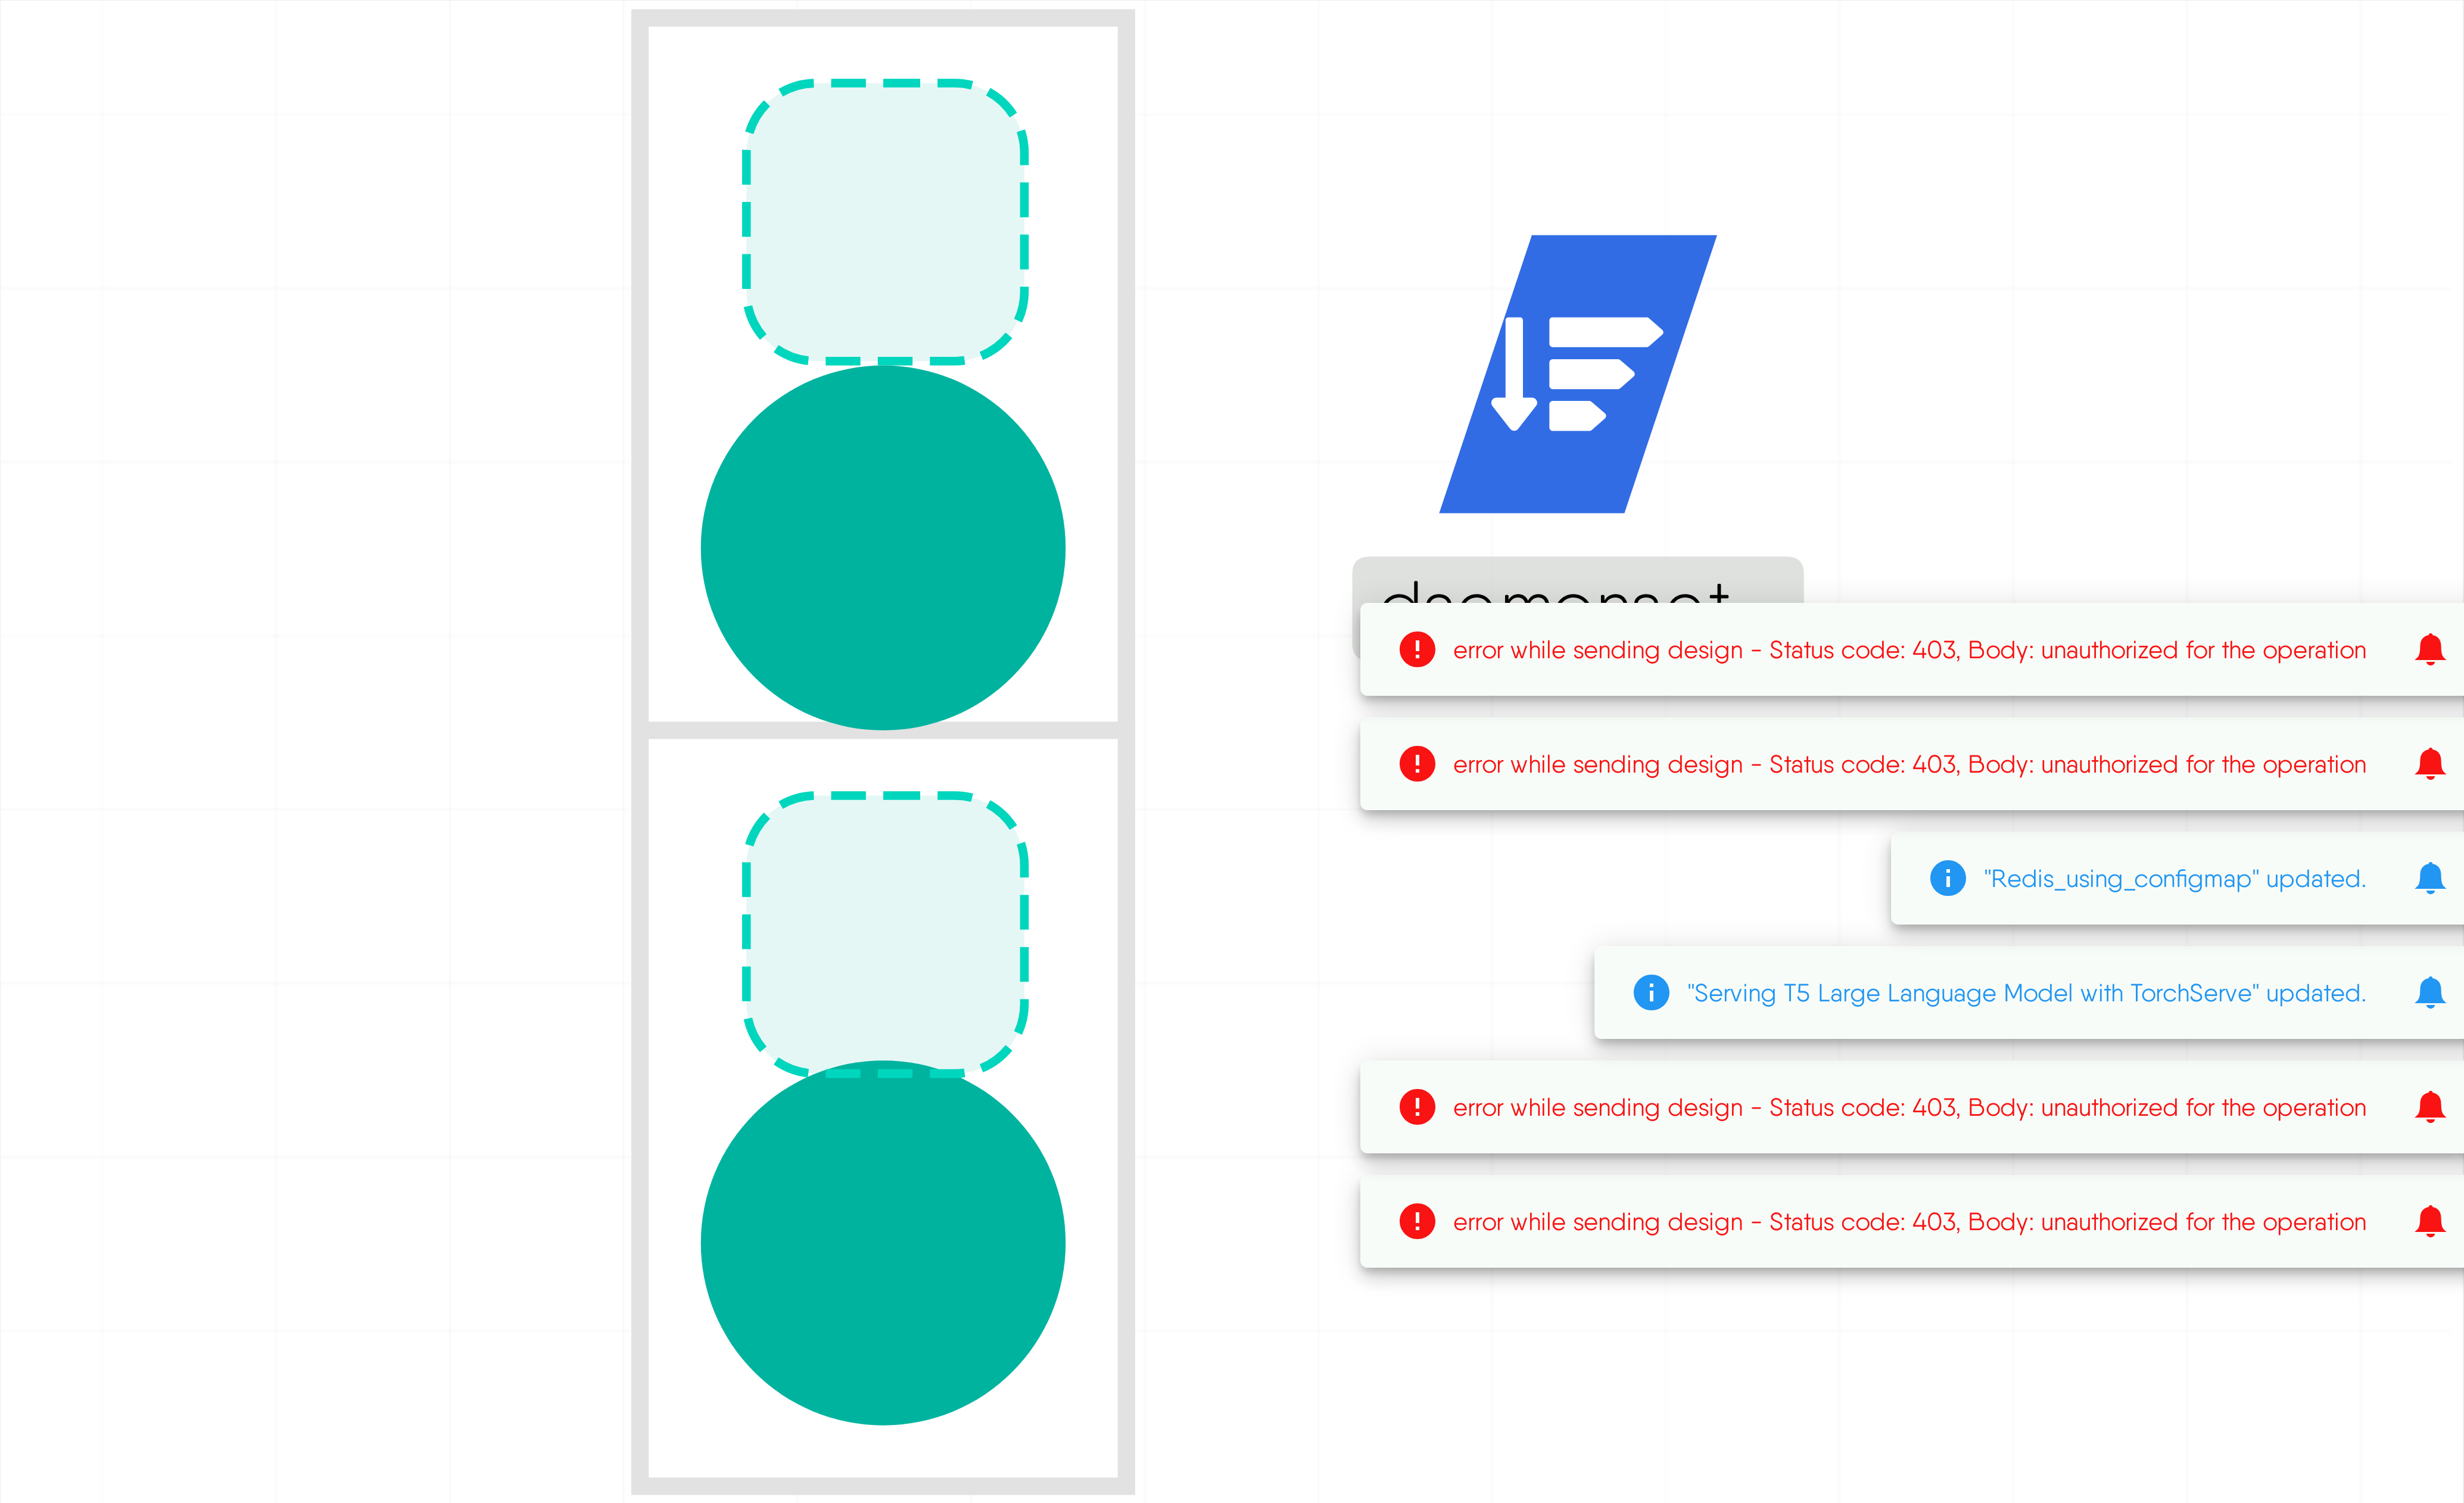 error while sending design - Status code: 403, Body: unauthorized for the operation
error while sending design - Status code: 403, Body: unauthorized for the operation
"Redis_using_configmap" updated.
"Serving T5 Large Language Model with TorchServe" updated.
error while sending design - Status code: 403, Body: unauthorized for the operation
error while sending design - Status code: 403, Body: unauthorized for the operation